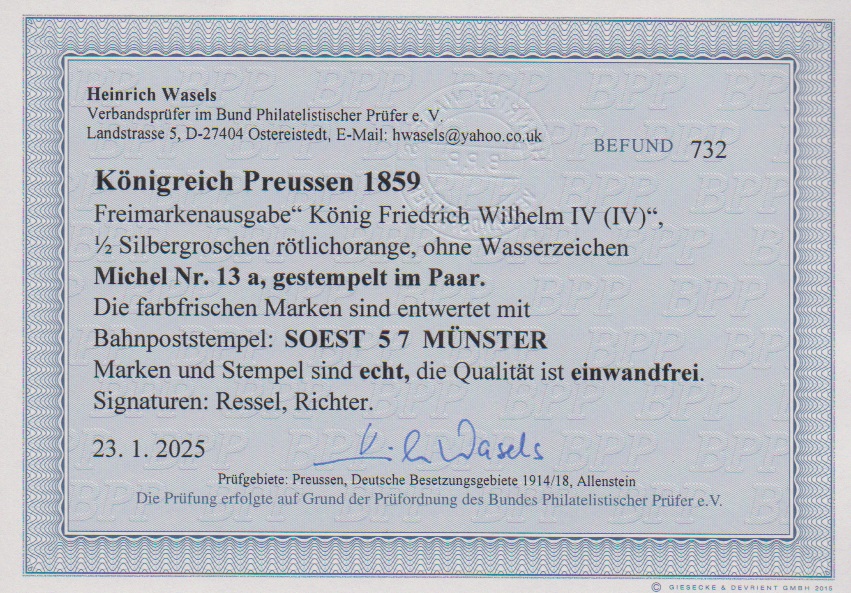 Heinrich Wasels
Verbandsprüfer im Bund Philatelistischer Prüfer e. V.
Landstrasse 5, D-27404 Ostereistedt, E-Mail: hwasels@yahoo.co.uk
BEFUND 732
Königreich Preussen 1859
Freimarkenausgabe“ König Friedrich Wilhelm IV (IV)“,
½ Silbergroschen rötlichorange, ohne Wasserzeichen
Michel Nr. 13 a, gestempelt im Paar.
Die farbfrischen Marken sind entwertet mit
Bahnpoststempel: SOEST 5 7 MÜNSTER
Marken und Stempel sind echt, die Qualität ist einwandfrei.
Signaturen: Ressel, Richter.
23. 1. 2025
Wasels
Prüfgebiete: Preussen, Deutsche Besetzungsgebiete 1914/18, Allenstein
Die Prüfung erfolgte auf Grund der Prüfordnung des Bundes Philatelistischer Prüfer e.V.
© GIESECKE & DEVRIENT GMBH 2015